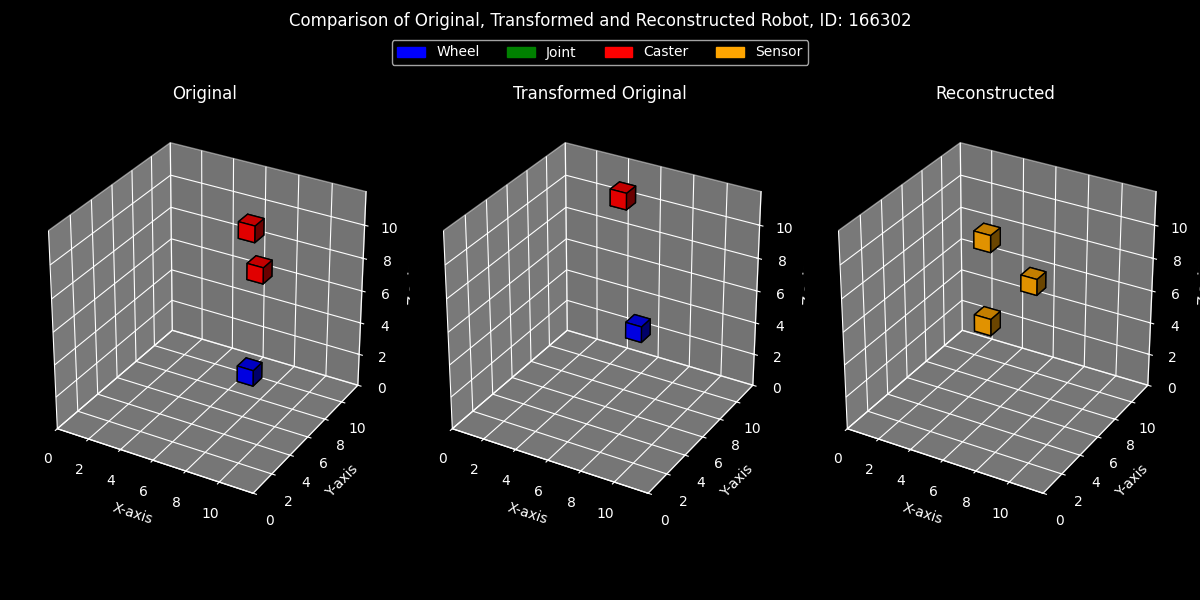 Comparison of Original, Transformed and Reconstructed Robot, ID: 166302
Wheel Joint Caster Sensor
Original Transformed Original Reconstructed
10 10 10
8 8 8
6 6 6
4 4 4
2 2 2
0 0 0
10 10 10
8 8 8
6 6 6
4 4 4
2 2 2
0 0 0
0 2 4 6 8 10 0 2 4 6 8 10 0 2 4 6 8 10
X-axis Y-axis X-axis Y-axis X-axis Y-axis